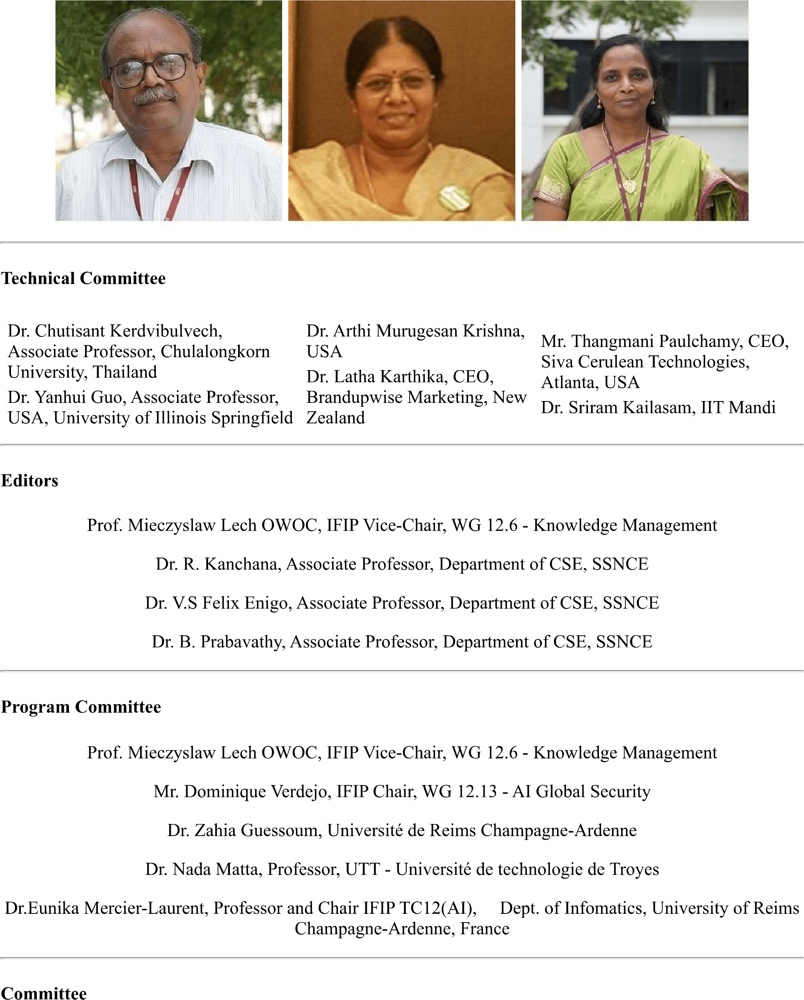 Technical Committee
Dr. Chutisant Kerdvibulvech,
Associate Professor, Chulalongkorn
University, Thailand
Dr. Yanhui Guo, Associate Professor,
USA, University of Illinois Springfield
Dr. Arthi Murugesan Krishna,
USA
Dr. Latha Karthika, CEO,
Brandupwise Marketing, New
Zealand
Mr. Thangmani Paulchamy, CEO,
Siva Cerulean Technologies,
Atlanta, USA
Dr. Sriram Kailasam, IIT Mandi
Editors
Prof. Mieczyslaw Lech OWOC, IFIP Vice-Chair, WG 12.6 - Knowledge Management
Dr. R. Kanchana, Associate Professor, Department of CSE, SSNCE
Dr. V.S Felix Enigo, Associate Professor, Department of CSE, SSNCE
Dr. B. Prabavathy, Associate Professor, Department of CSE, SSNCE
Program Committee
Prof. Mieczyslaw Lech OWOC, IFIP Vice-Chair, WG 12.6 - Knowledge Management
Mr. Dominique Verdejo, IFIP Chair, WG 12.13 - AI Global Security
Dr. Zahia Guessoum, Université de Reims Champagne-Ardenne
Dr. Nada Matta, Professor, UTT - Université de technologie de Troyes
Dr.Eunika Mercier-Laurent, Professor and Chair IFIP TC12(AI), Dept. of Infomatics, University of Reims
Champagne-Ardenne, France
Committee